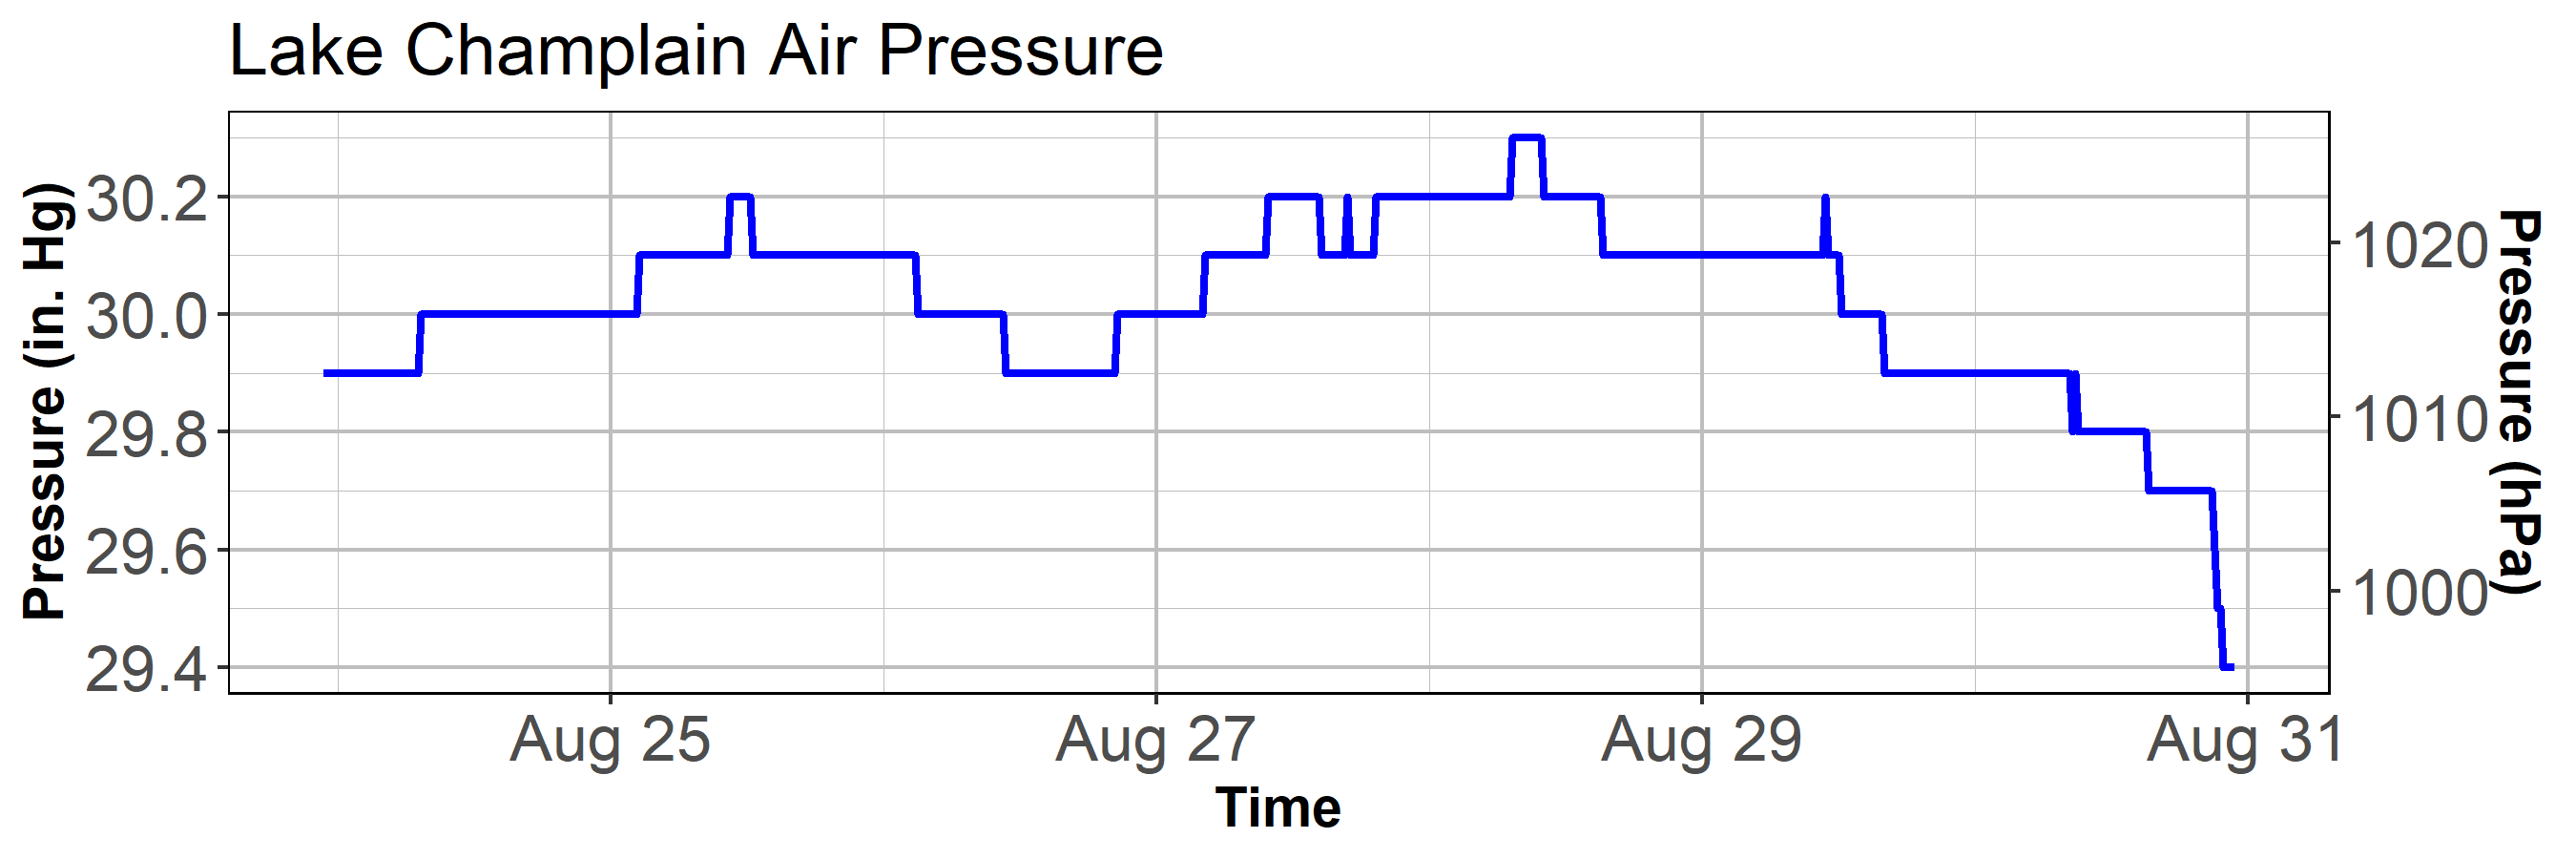 Lake Champlain Air Pressure
Pressure (in. Hg)
30.2
30.0
29.8
29.6
29.4
1020
1010
1000
Pressure (hPa)
Aug 25
Aug 27
Aug 29
Aug 31
Time